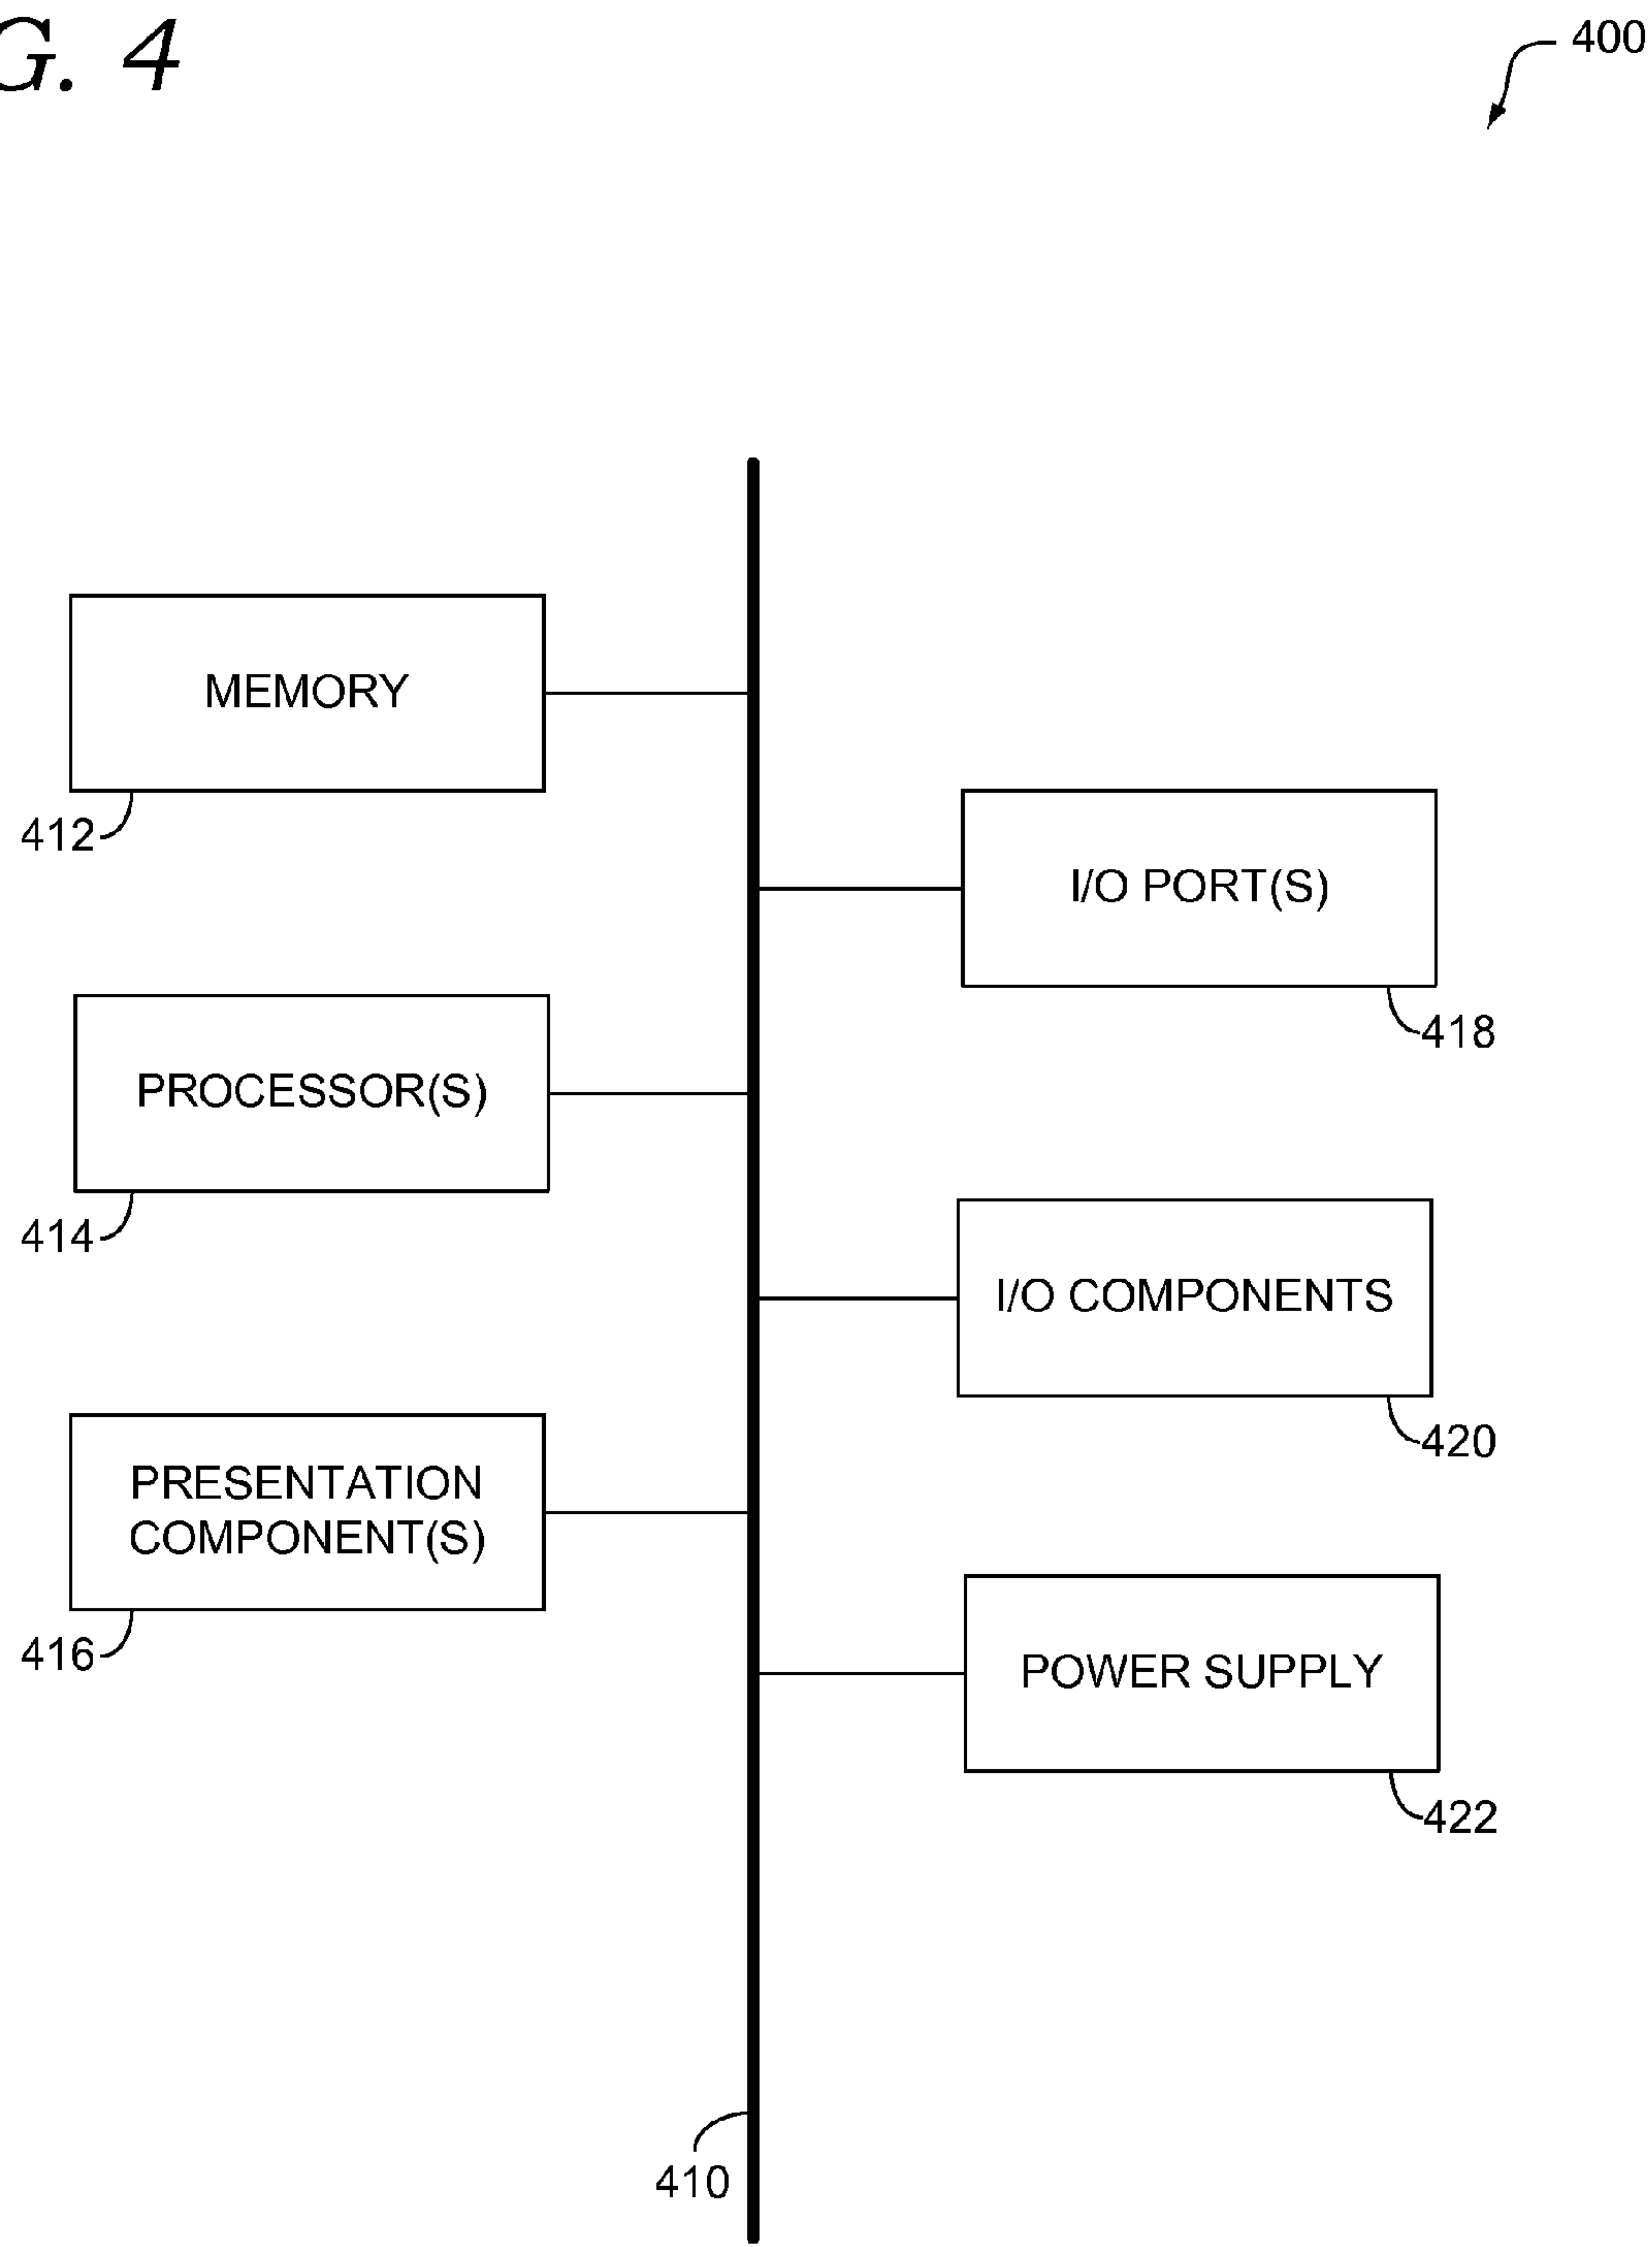 G. 4
400
MEMORY
412
I/O PORT(S)
418
PROCESSOR(S)
414
I/O COMPONENTS
420
PRESENTATION
COMPONENT(S)
416
POWER SUPPLY
422
410